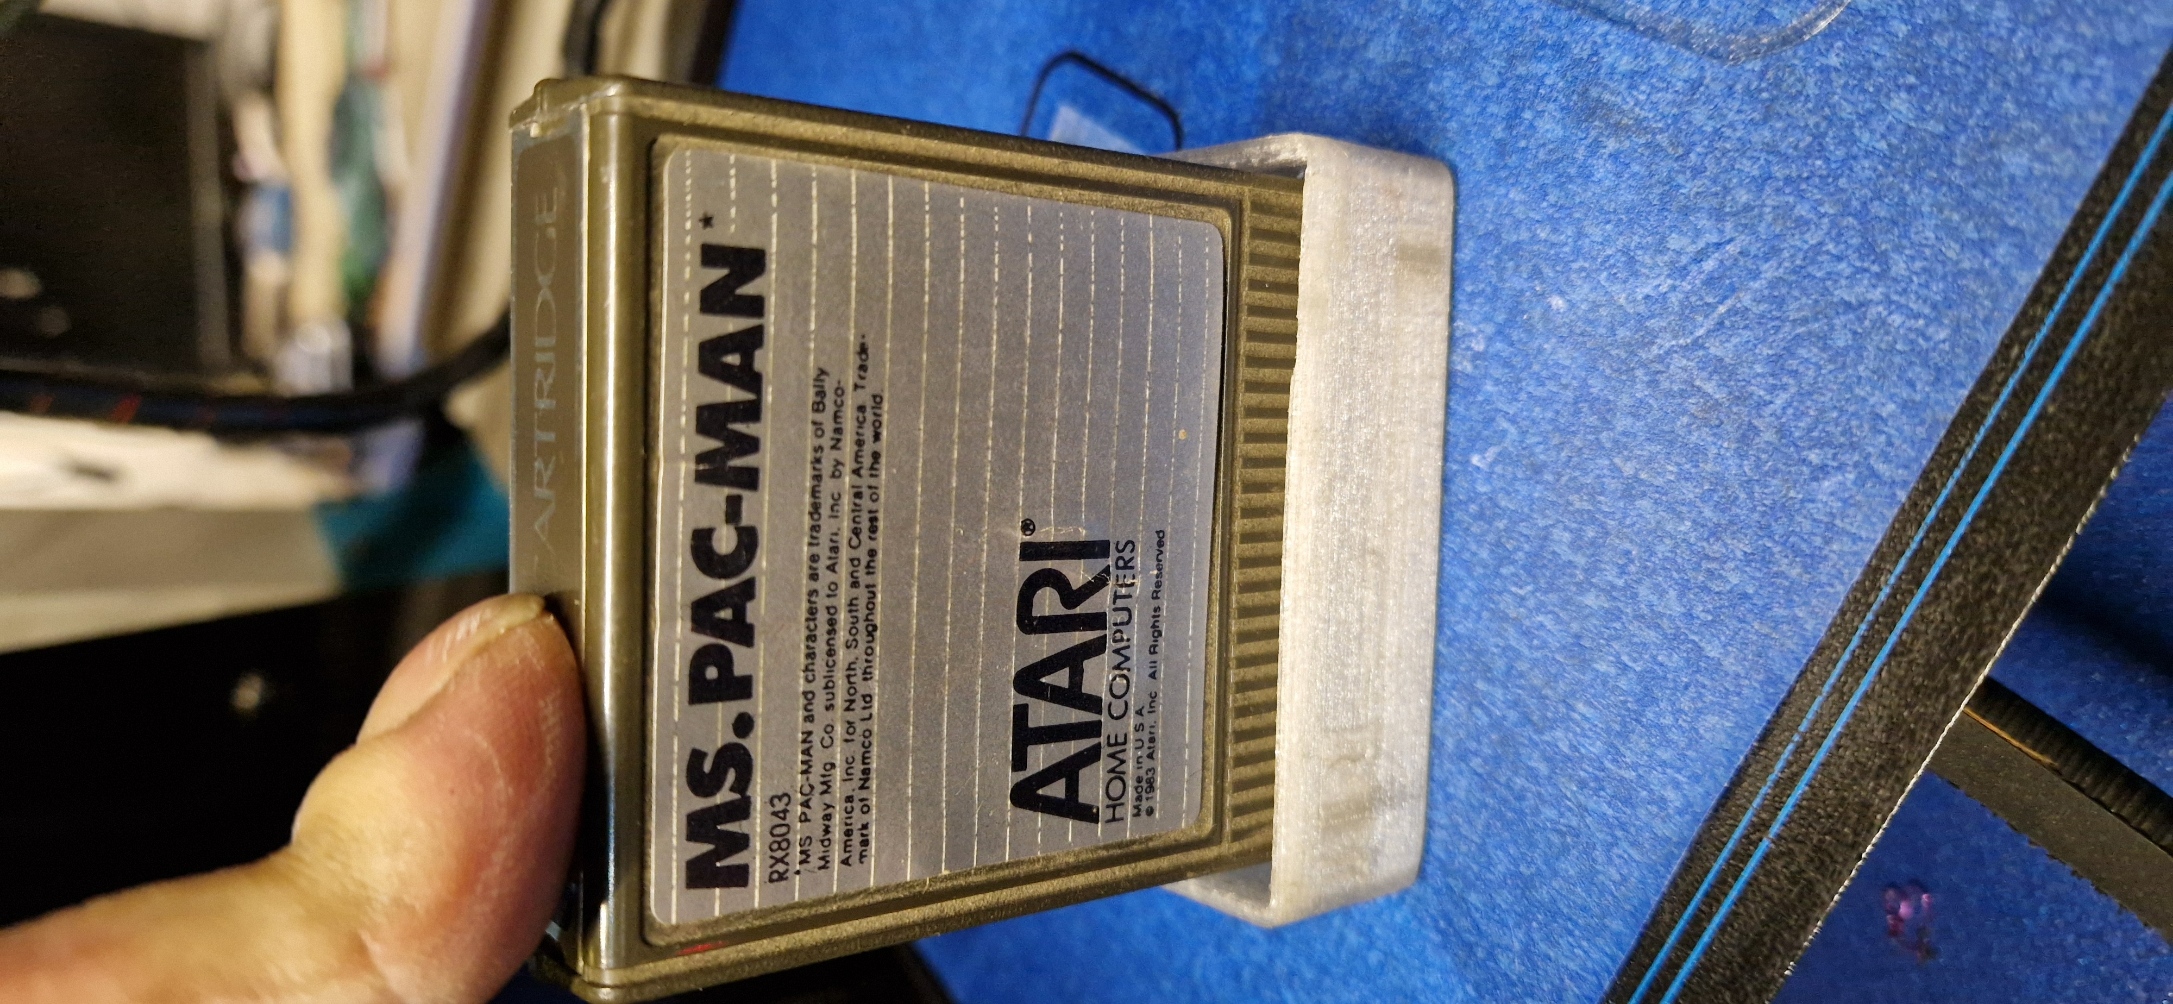 ARTRIDGE
MS. PAC-MAN*
RX8043
*MS PAC-MAN and characters are trademarks of Bally
Midway Mfg Co sublicensed to Atari, Inc by Namco-
America, Inc for North, South and Central America Trade-
mark of Namco Ltd throughout the rest of the world.
ATARI®
HOME COMPUTERS
Made in U S A
© 1983 Atari, Inc All Rights Reserved